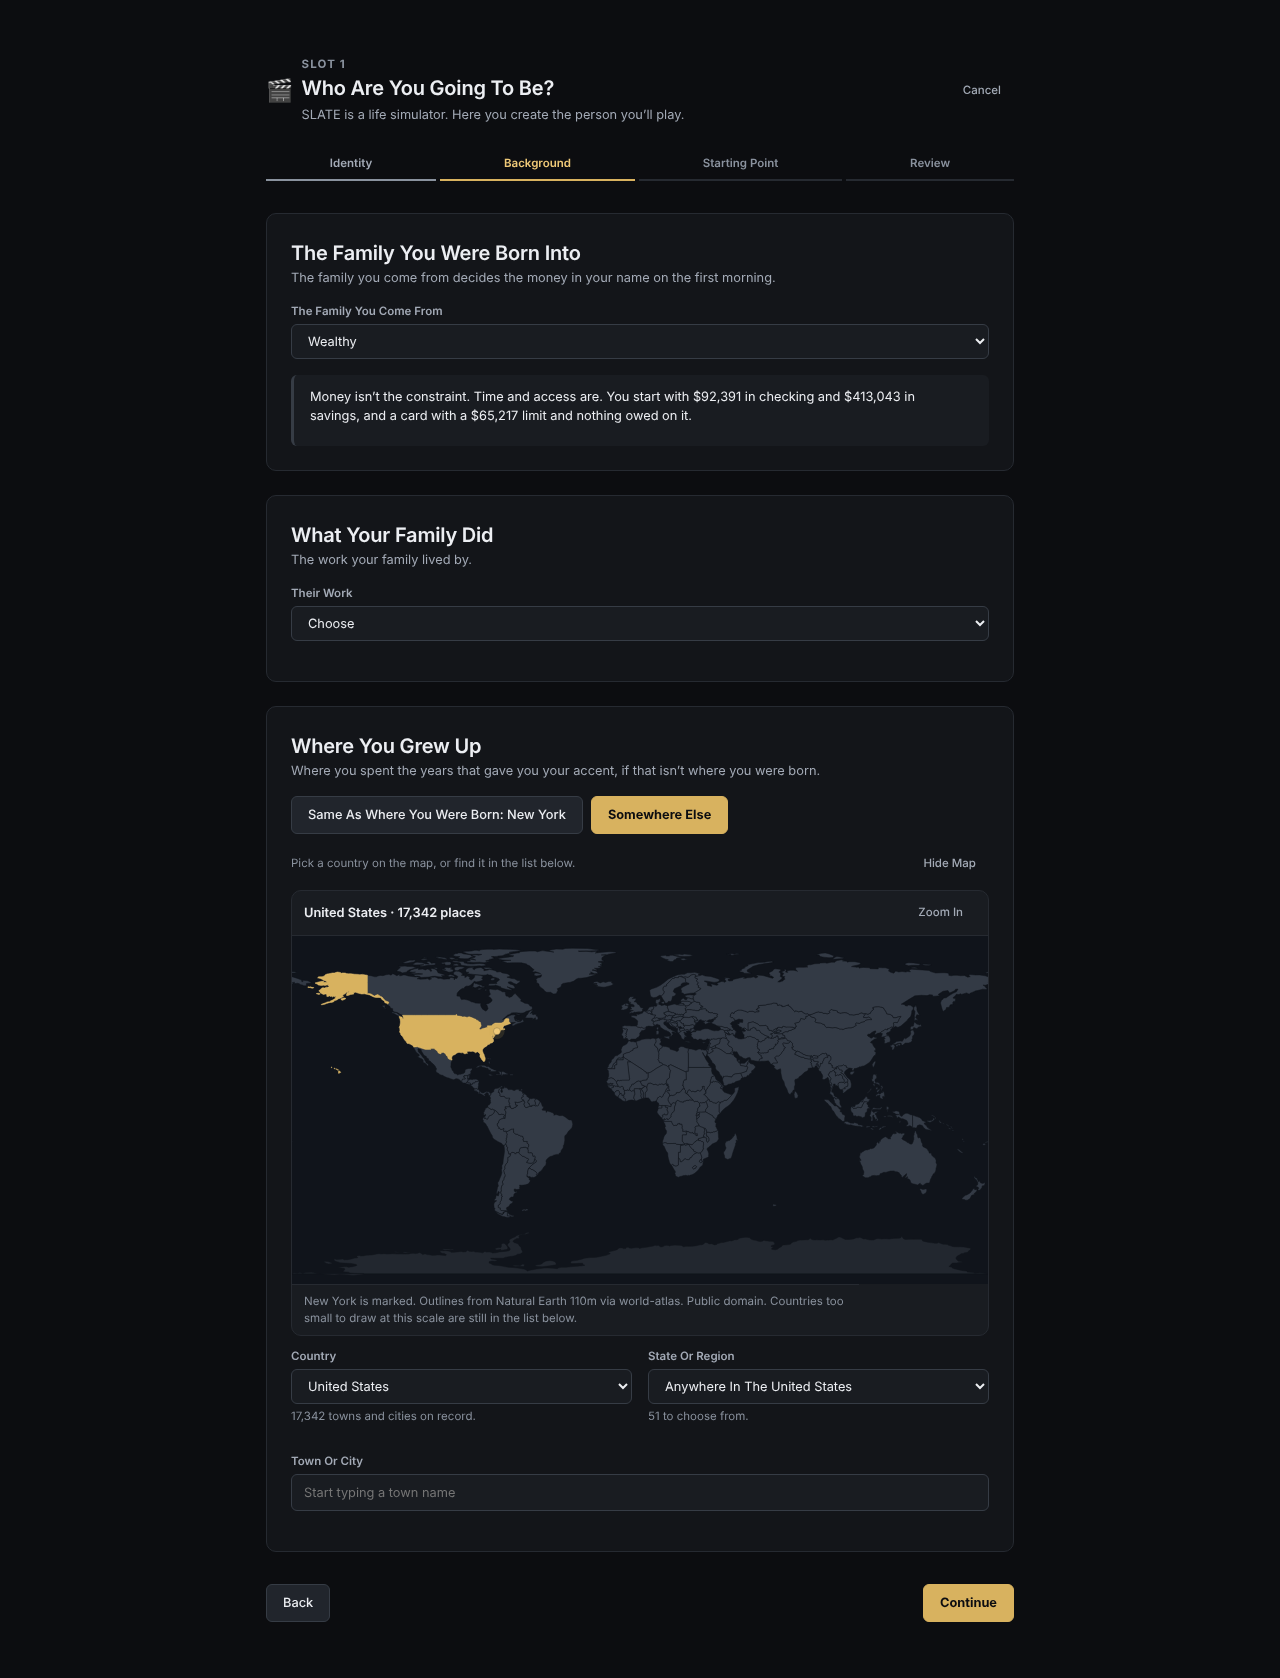 SLOT 1
Who Are You Going To Be?
SLATE is a life simulator. Here you create the person you’ll play.
Cancel
Identity
Background
Starting Point
Review
The Family You Were Born Into
The family you come from decides the money in your name on the first morning.
The Family You Come From
Wealthy
Money isn’t the constraint. Time and access are. You start with $92,391 in checking and $413,043 in
savings, and a card with a $65,217 limit and nothing owed on it.
What Your Family Did
The work your family lived by.
Their Work
Choose
Where You Grew Up
Where you spent the years that gave you your accent, if that isn’t where you were born.
Same As Where You Were Born: New York
Somewhere Else
Pick a country on the map, or find it in the list below.
Hide Map
United States · 17,342 places
Zoom In
New York is marked. Outlines from Natural Earth 110m via world-atlas. Public domain. Countries too
small to draw at this scale are still in the list below.
Country
State Or Region
United States
Anywhere In The United States
17,342 towns and cities on record.
51 to choose from.
Town Or City
Start typing a town name
Back
Continue